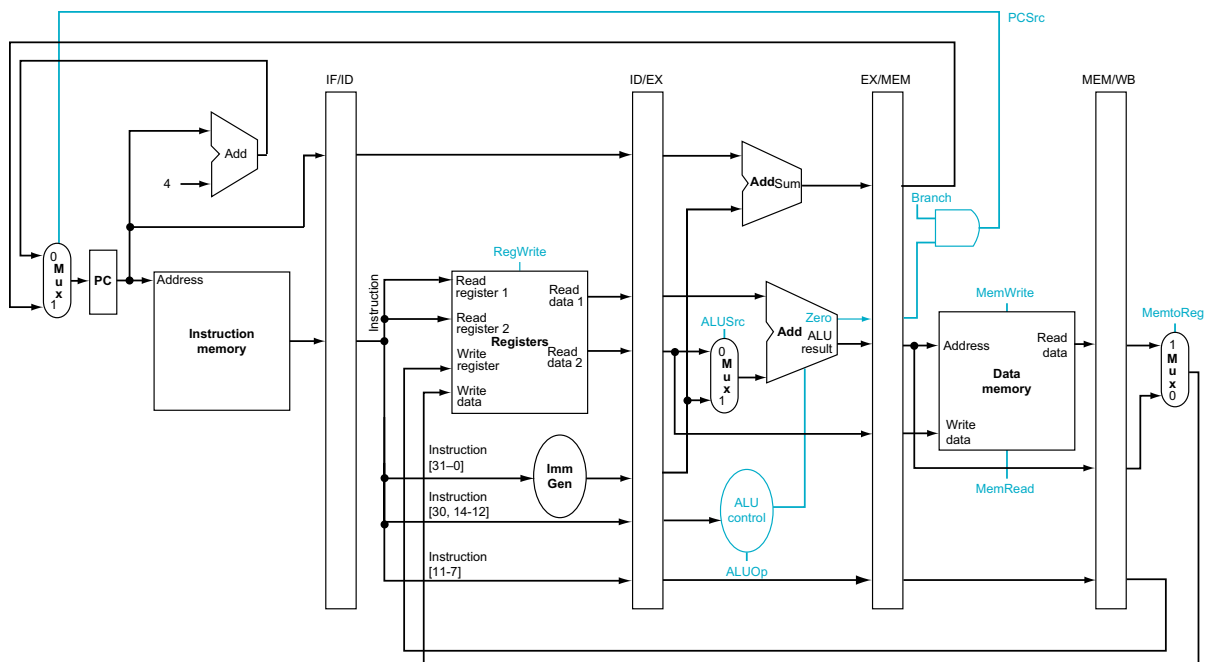 PCSrc
IF/ID
ID/EX
EX/MEM
MEM/WB
Add
4
Add Sum
Branch
0
M
u
x
1
PC
Address
Instruction
memory
Instruction
RegWrite
Read
register 1
Read
register 2
Write
register
Write
data
Registers
Read
data 1
Read
data 2
ALUSrc
0
M
u
x
1
Zero
Add
ALU
result
MemWrite
Address
Read
data
Data
memory
Write
data
MemRead
MemtoReg
1
M
u
x
0
Instruction
[31–0]
Imm
Gen
Instruction
[30, 14-12]
ALU
control
Instruction
[11-7]
ALUOp